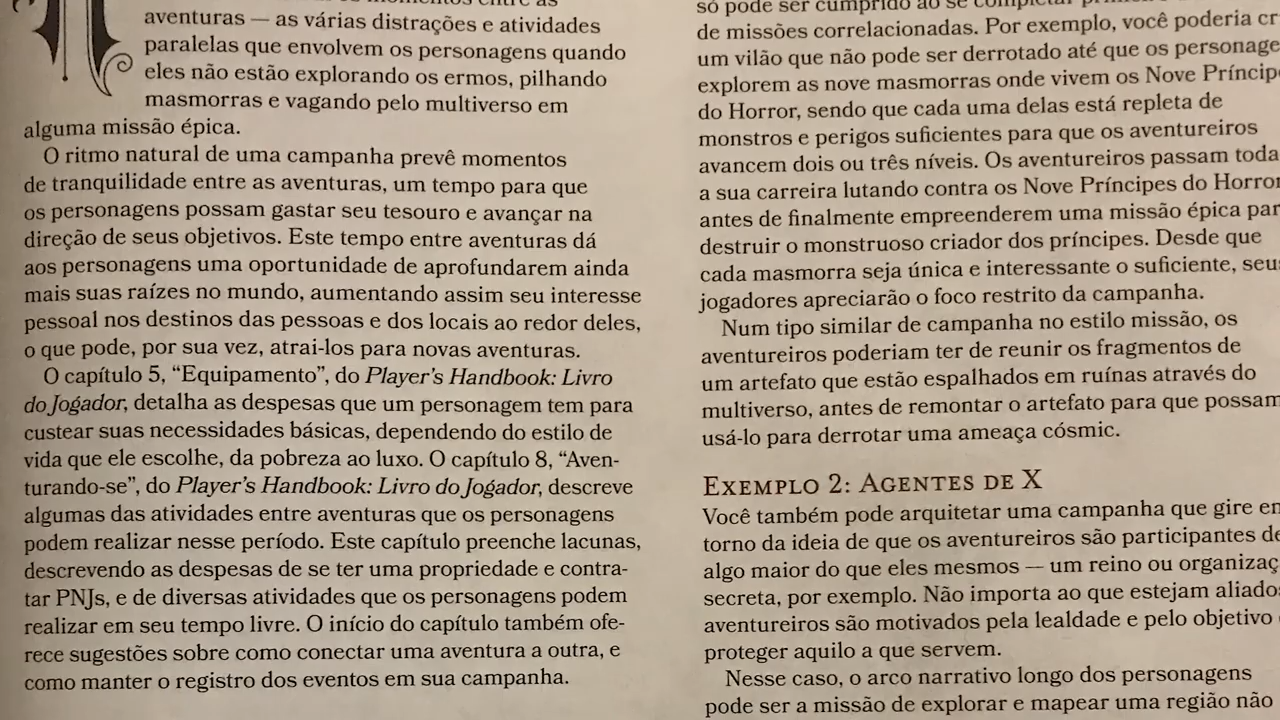 aventuras — as várias distrações e atividades
paralelas que envolvem os personagens quando
eles não estão explorando os ermos, pilhando
masmorras e vagando pelo multiverso em
alguma missão épica.
O ritmo natural de uma campanha prevê momentos
de tranquilidade entre as aventuras, um tempo para que
os personagens possam gastar seu tesouro e avançar na
direção de seus objetivos. Este tempo entre aventuras dá
aos personagens uma oportunidade de aprofundarem ainda
mais suas raízes no mundo, aumentando assim seu interesse
pessoal nos destinos das pessoas e dos locais ao redor deles,
o que pode, por sua vez, atrai-los para novas aventuras.
O capítulo 5, “Equipamento”, do Player’s Handbook: Livro
do Jogador, detalha as despesas que um personagem tem para
custear suas necessidades básicas, dependendo do estilo de
vida que ele escolhe, da pobreza ao luxo. O capítulo 8, “Aven-
turando-se”, do Player’s Handbook: Livro do Jogador, descreve
algumas das atividades entre aventuras que os personagens
podem realizar nesse período. Este capítulo preenche lacunas,
descrevendo as despesas de se ter uma propriedade e contra-
tar PNJs, e de diversas atividades que os personagens podem
realizar em seu tempo livre. O início do capítulo também ofe-
rece sugestões sobre como conectar uma aventura a outra, e
como manter o registro dos eventos em sua campanha.
só pode ser cumprido ao se completar
de missões correlacionadas. Por exemplo, você poderia
um vilão que não pode ser derrotado até que os
explorem as nove masmorras onde vivem os Nove
do Horror, sendo que cada uma delas está repleta de
monstros e perigos suficientes para que os aventureiros
avancem dois ou três níveis. Os aventureiros passam toda
a sua carreira lutando contra os Nove Príncipes do Horror
antes de finalmente empreenderem uma missão épica
destruir o monstruoso criador dos príncipes. Desde que
cada masmorra seja única e interessante o suficiente,
jogadores apreciarão o foco restrito da campanha.
Num tipo similar de campanha no estilo missão, os
aventureiros poderiam ter de reunir os fragmentos de
um artefato que estão espalhados em ruínas através do
multiverso, antes de remontar o artefato para que possam
usá-lo para derrotar uma ameaça cósmic.
EXEMPLO 2: AGENTES DE X
Você também pode arquitetar uma campanha que gire
torno da ideia de que os aventureiros são participantes
algo maior do que eles mesmos — um reino ou
secreta, por exemplo. Não importa ao que estejam
aventureiros são motivados pela lealdade e pelo objetivo
proteger aquilo a que servem.
Nesse caso, o arco narrativo longo dos personagens
pode ser a missão de explorar e mapear uma região não